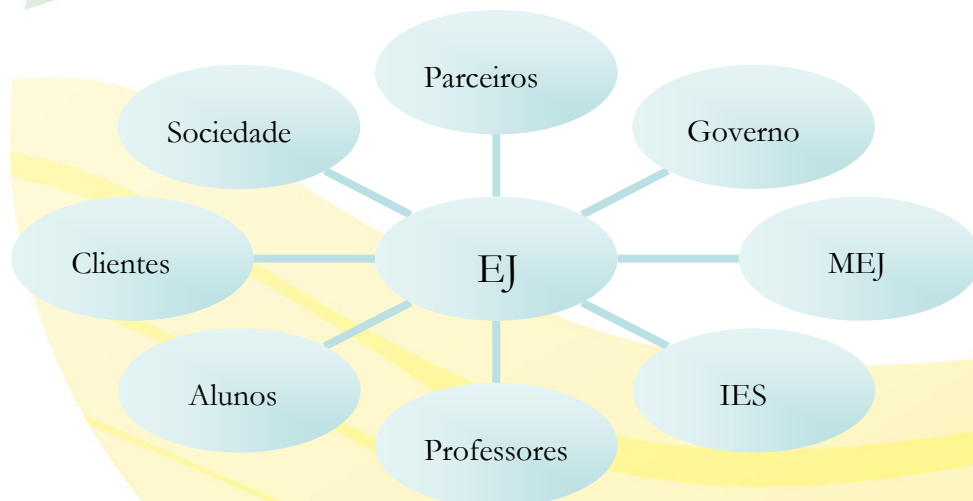 Parceiros
Sociedade
Governo
Clientes
EJ
MEJ
Alunos
IES
Professores